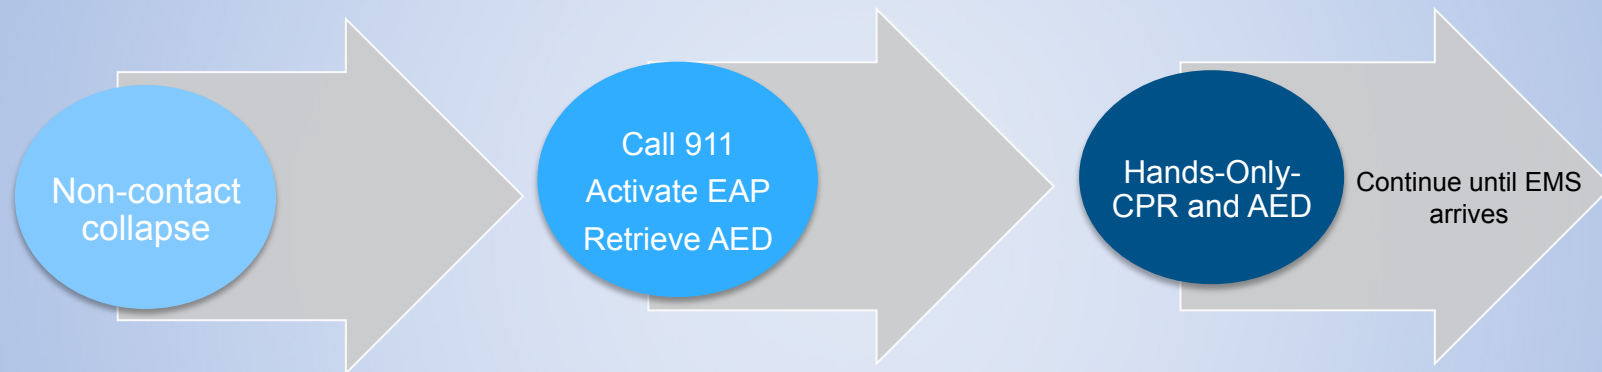 Non-contact
collapse
Call 911
Activate EAP
Retrieve AED
Hands-Only-
CPR and AED
Continue until EMS
arrives